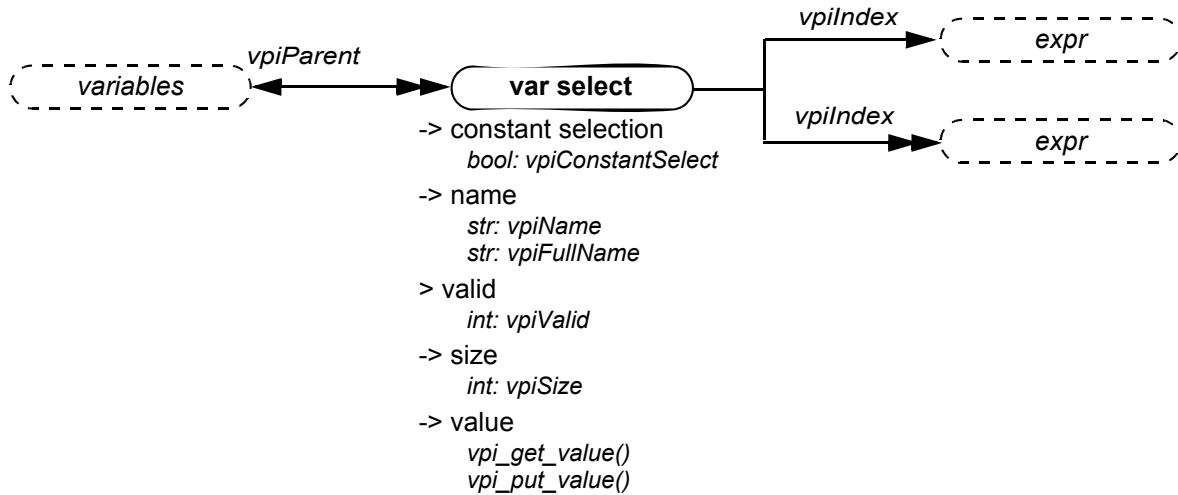 vpiIndex
expr
vpiParent
variables
var select
vpiIndex
expr
-> constant selection
bool: vpiConstantSelect
-> name
str: vpiName
str: vpiFullName
> valid
int: vpiValid
-> size
int: vpiSize
-> value
vpi_get_value()
vpi_put_value()